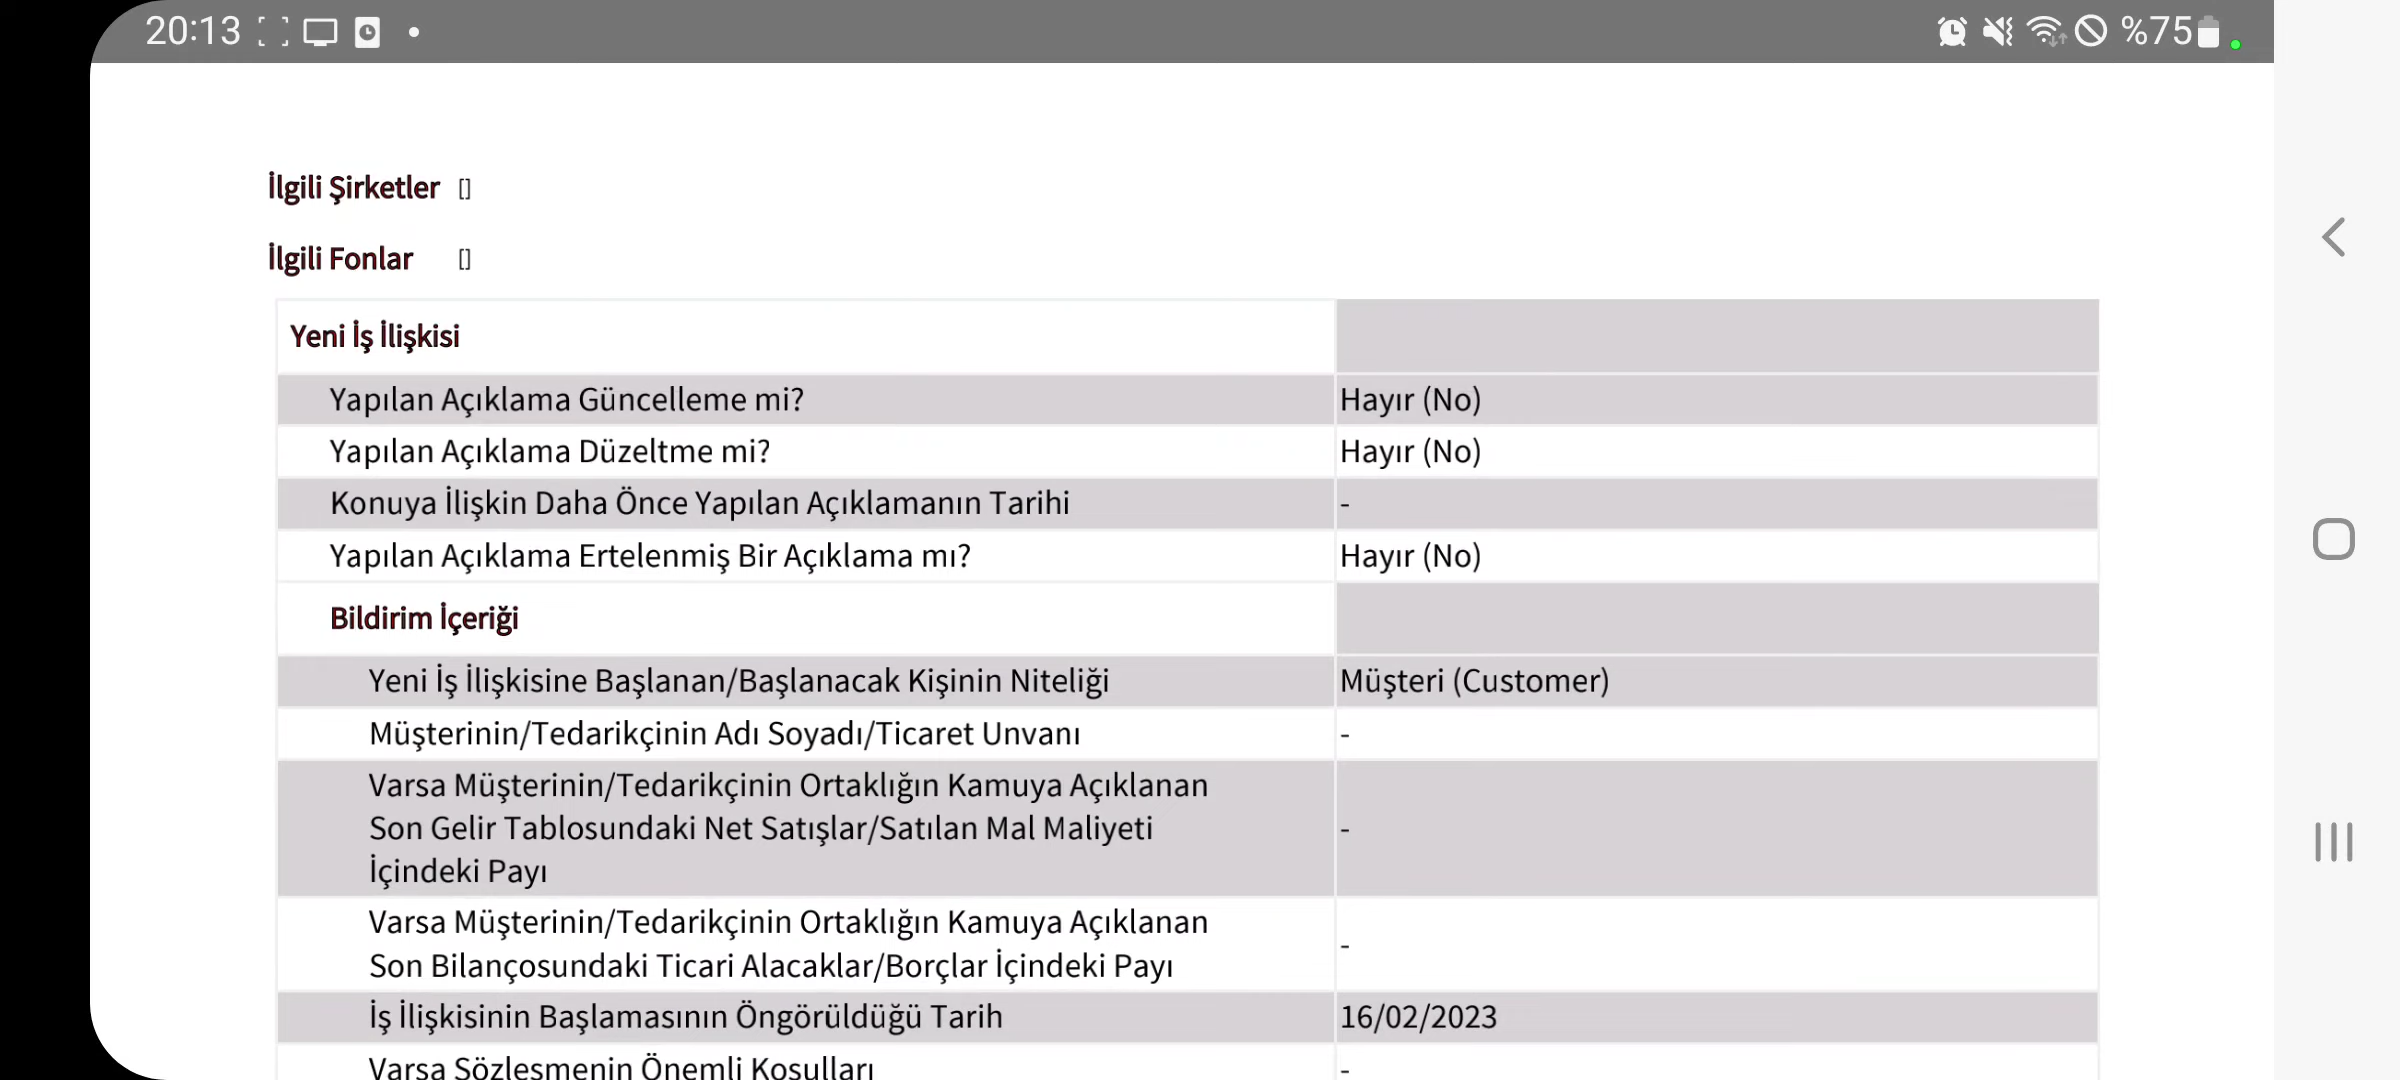 20:13 %75
İlgili Şirketler []
İlgili Fonlar []
Yeni İş İlişkisi
Yapılan Açıklama Güncelleme mi? Hayır (No)
Yapılan Açıklama Düzeltme mi? Hayır (No)
Konuya İlişkin Daha Önce Yapılan Açıklamanın Tarihi -
Yapılan Açıklama Ertelenmiş Bir Açıklama mı? Hayır (No)
Bildirim İçeriği
Yeni İş İlişkisine Başlanan/Başlanacak Kişinin Niteliği Müşteri (Customer)
Müşterinin/Tedarikçinin Adı Soyadı/Ticaret Unvanı -
Varsa Müşterinin/Tedarikçinin Ortaklığın Kamuya Açıklanan
Son Gelir Tablosundaki Net Satışlar/Satılan Mal Maliyeti -
İçindeki Payı
Varsa Müşterinin/Tedarikçinin Ortaklığın Kamuya Açıklanan
Son Bilançosundaki Ticari Alacaklar/Borçlar İçindeki Payı -
İş İlişkisinin Başlamasının Öngörüldüğü Tarih 16/02/2023
Varsa Sözleşmenin Önemli Koşulları -